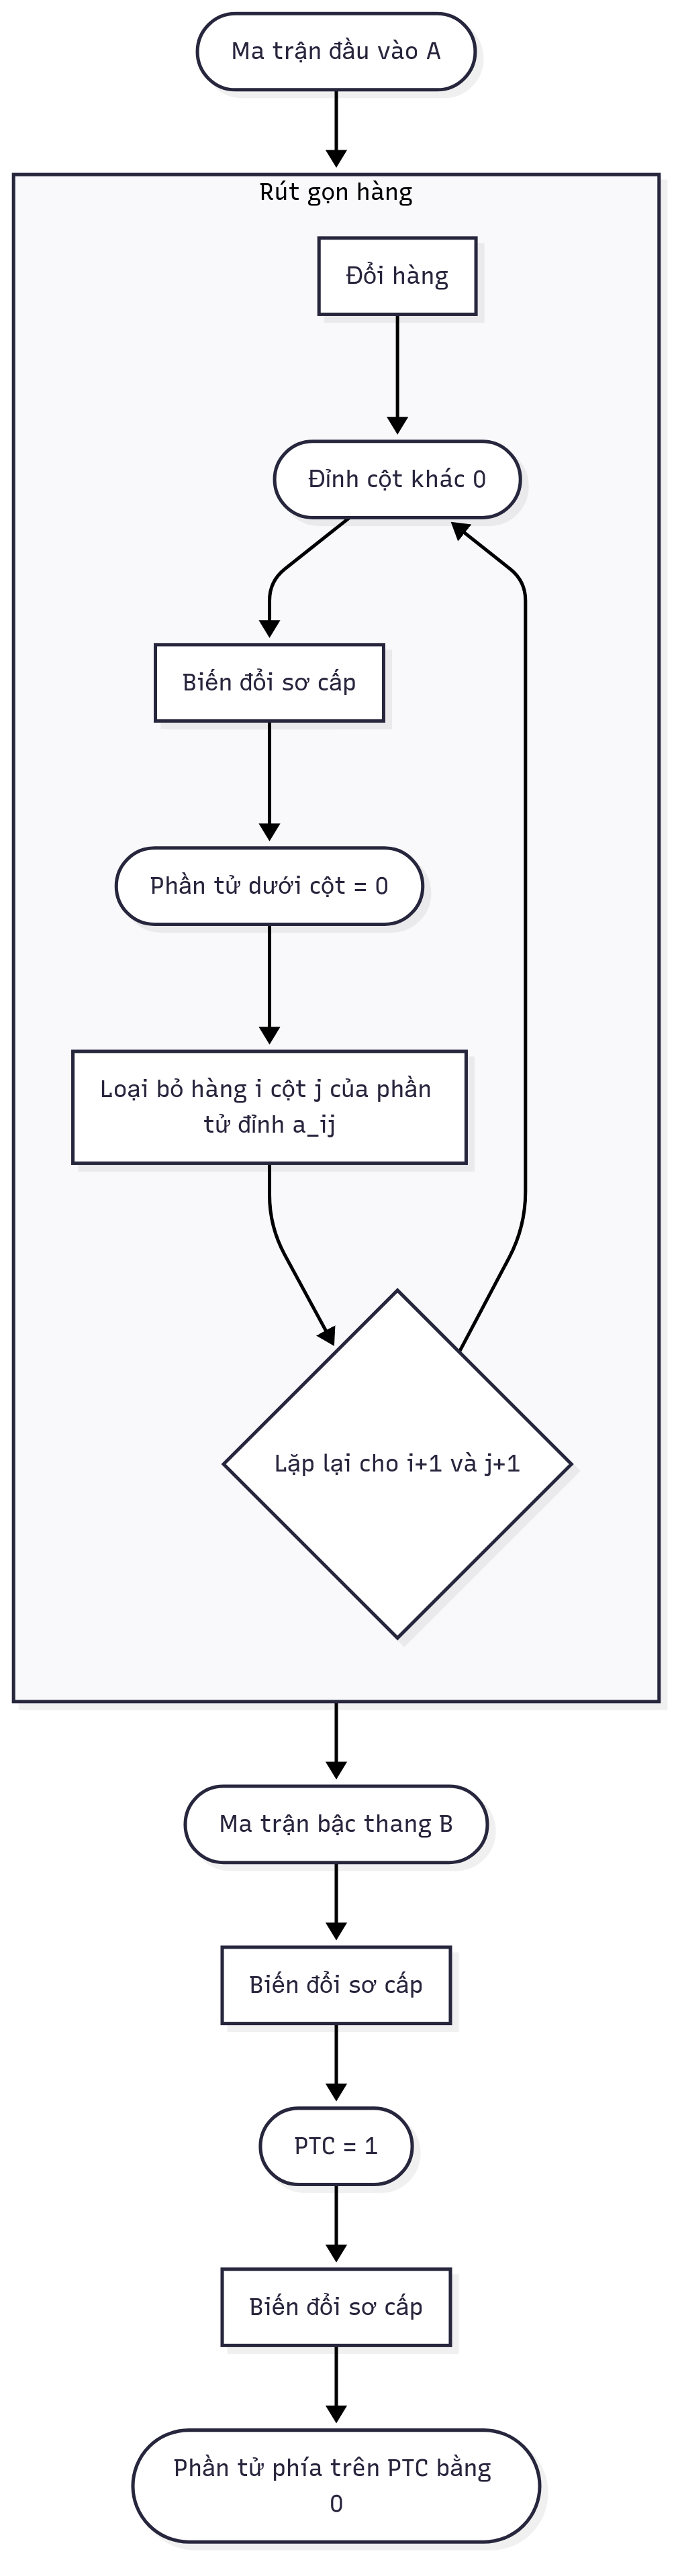 Ma trận đầu vào A
Rút gọn hàng
Đổi hàng
Đỉnh cột khác 0
Biến đổi sơ cấp
Phần tử dưới cột = 0
Loại bỏ hàng i cột j của phần
tử đỉnh a_ij
Lặp lại cho i+1 và j+1
Ma trận bậc thang B
Biến đổi sơ cấp
PTC = 1
Biến đổi sơ cấp
Phần tử phía trên PTC bằng
0